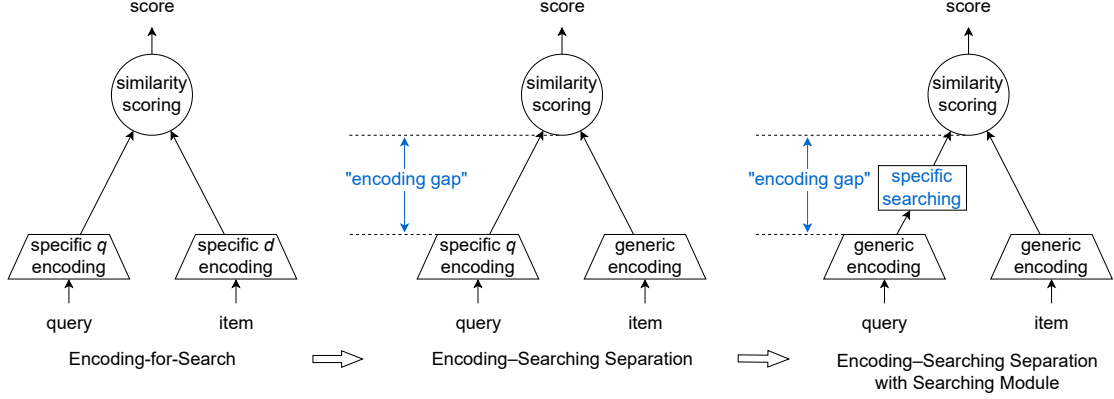 score
similarity
scoring
specific q
encoding
specific d
encoding
query
item
Encoding-for-Search
score
similarity
scoring
"encoding gap"
specific q
encoding
generic
encoding
query
item
Encoding–Searching Separation
score
similarity
scoring
"encoding gap"
specific
searching
generic
encoding
generic
encoding
query
item
Encoding–Searching Separation
with Searching Module